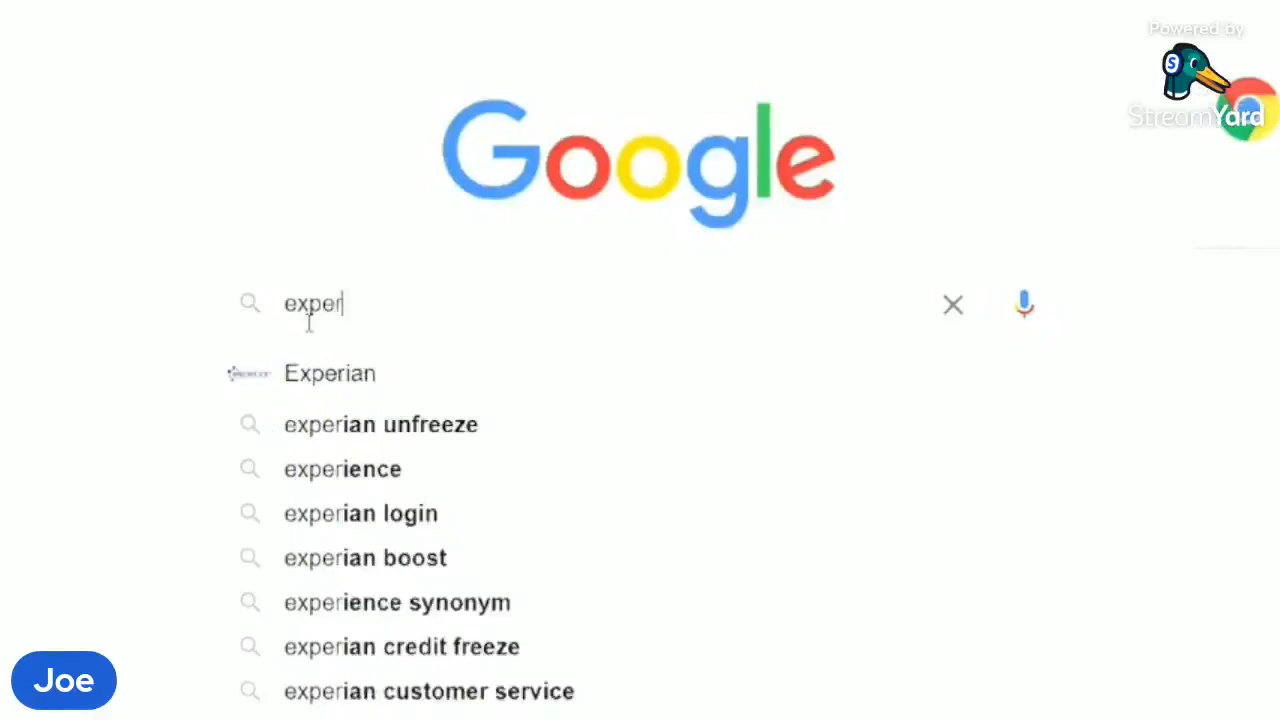 Powered by
StreamYard
Google
exper
Experian
experian unfreeze
experience
experian login
experian boost
experience synonym
experian credit freeze
experian customer service
Joe